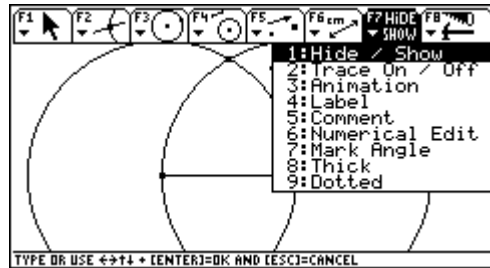 F1 F2 F3 F4 F5 F6 cm F7 HiDE SHOW F8
1:Hide / Show
2:Trace On / Off
3:Animation
4:Label
5:Comment
6:Numerical Edit
7:Mark Angle
8:Thick
9:Dotted
TYPE OR USE ←→↑↓ + [ENTER]=OK AND [ESC]=CANCEL